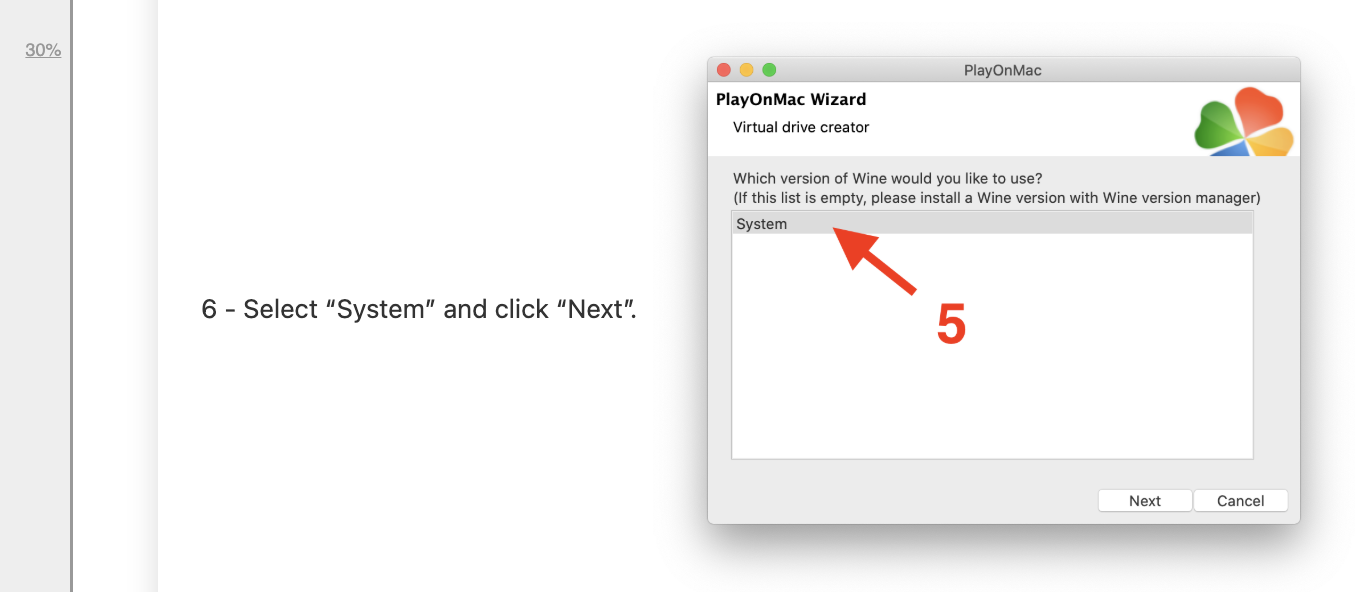 30%
6 - Select “System” and click “Next”.
PlayOnMac
PlayOnMac Wizard
Virtual drive creator
Which version of Wine would you like to use?
(If this list is empty, please install a Wine version with Wine version manager)
System
5
Next
Cancel